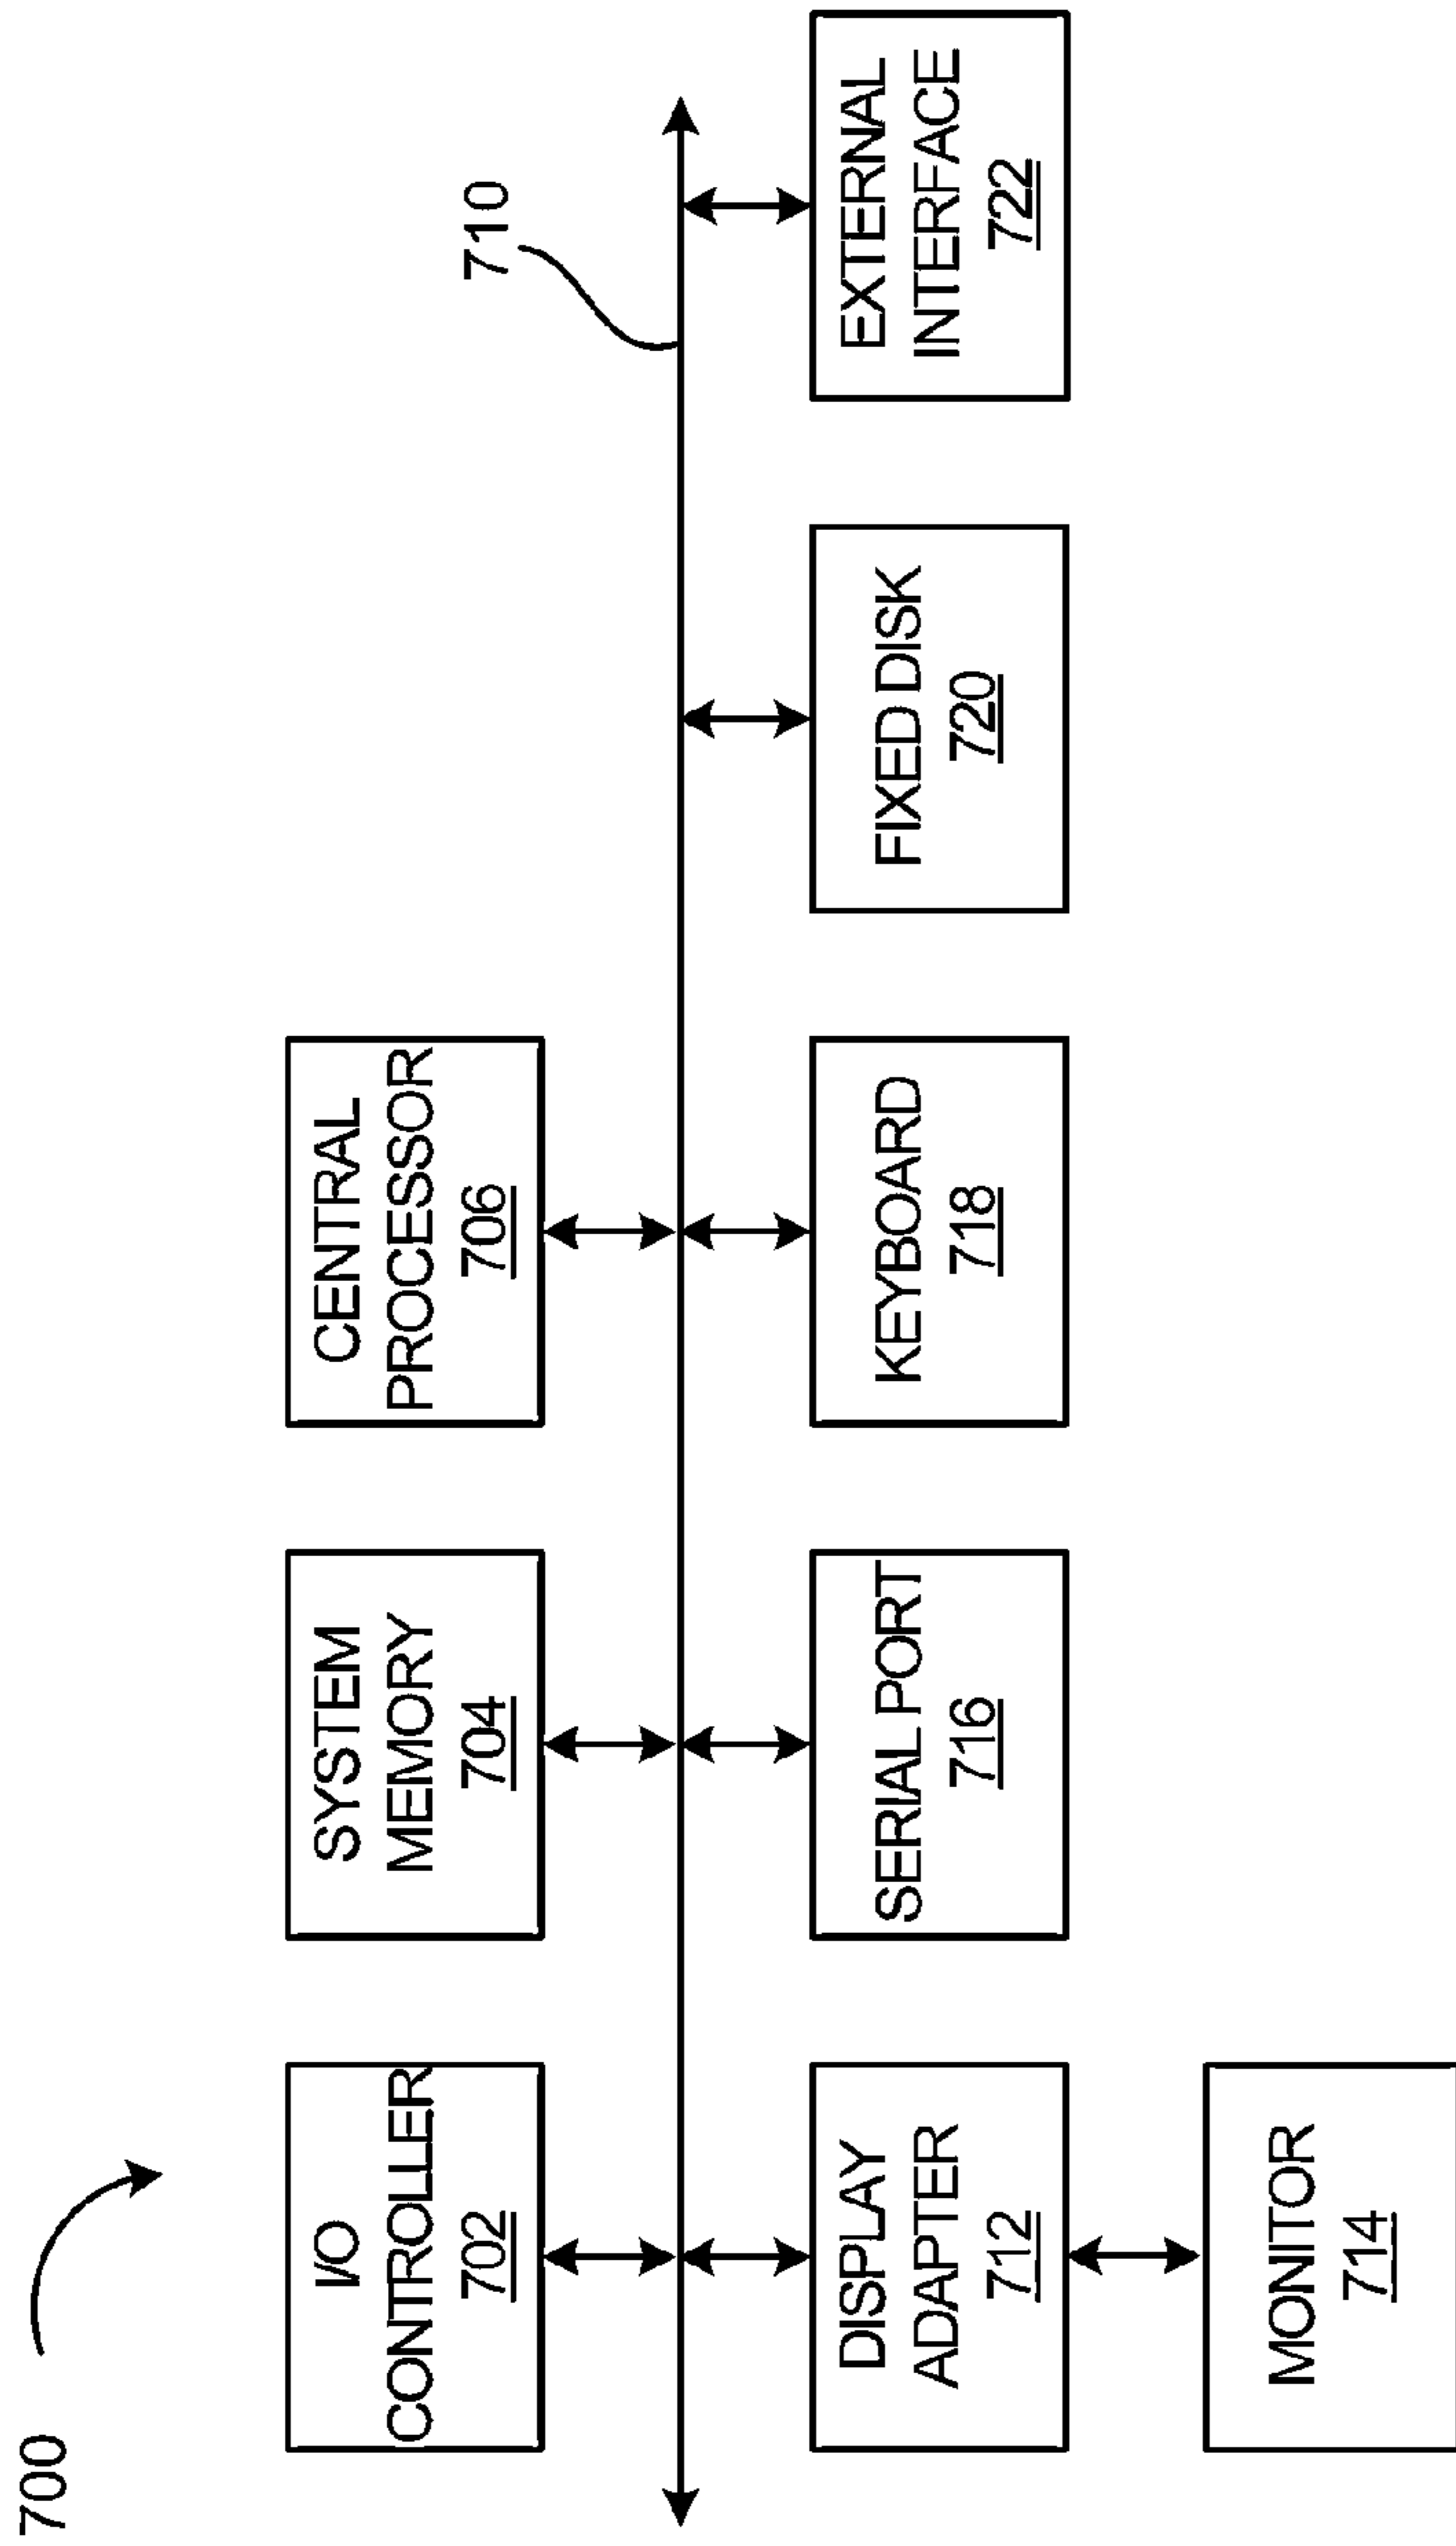 700
710
I/O
CONTROLLER
702
SYSTEM
MEMORY
704
CENTRAL
PROCESSOR
706
DISPLAY
ADAPTER
712
SERIAL PORT
716
KEYBOARD
718
FIXED DISK
720
EXTERNAL
INTERFACE
722
MONITOR
714